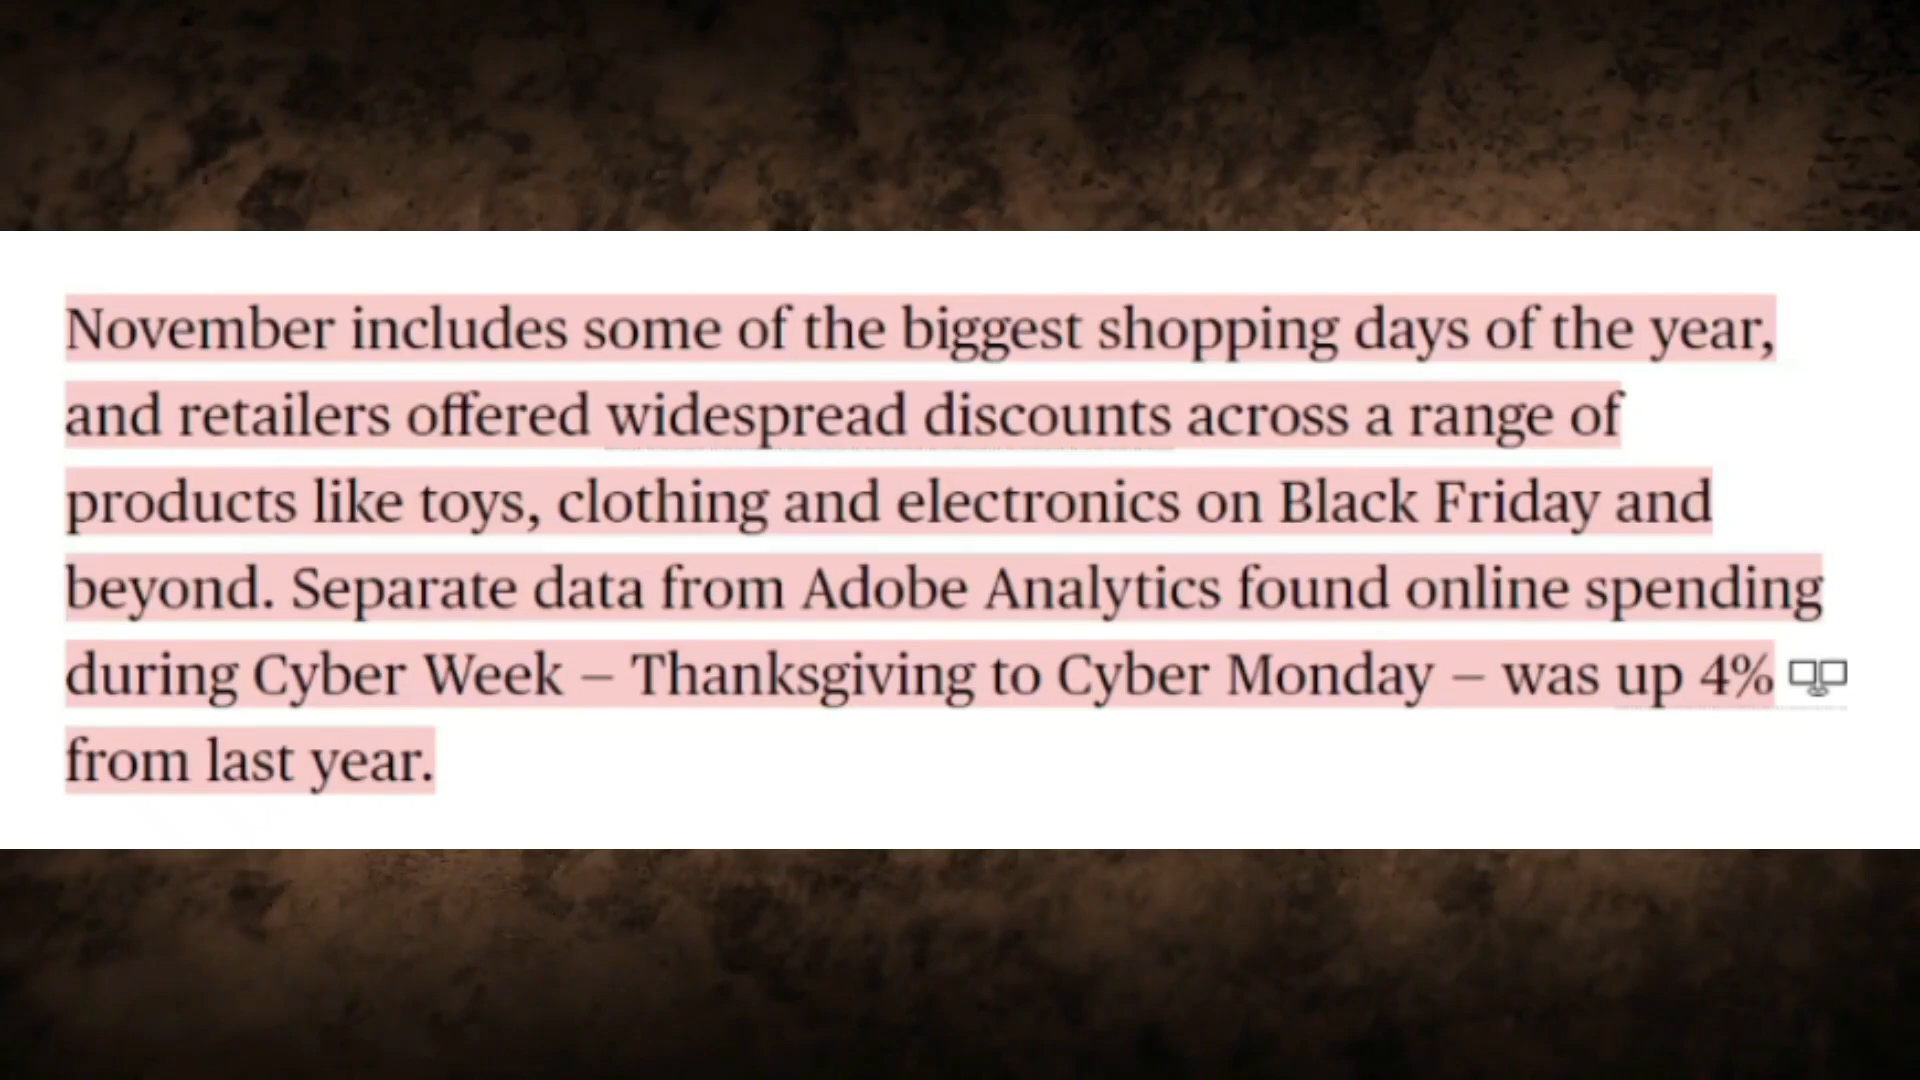 November includes some of the biggest shopping days of the year,
and retailers offered widespread discounts across a range of
products like toys, clothing and electronics on Black Friday and
beyond. Separate data from Adobe Analytics found online spending
during Cyber Week – Thanksgiving to Cyber Monday – was up 4%
from last year.